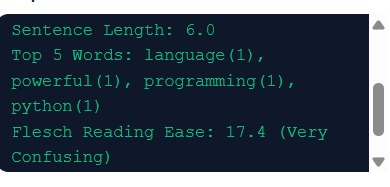 Sentence Length: 6.0
Top 5 Words: language(1),
powerful(1), programming(1),
python(1)
Flesch Reading Ease: 17.4 (Very
Confusing)